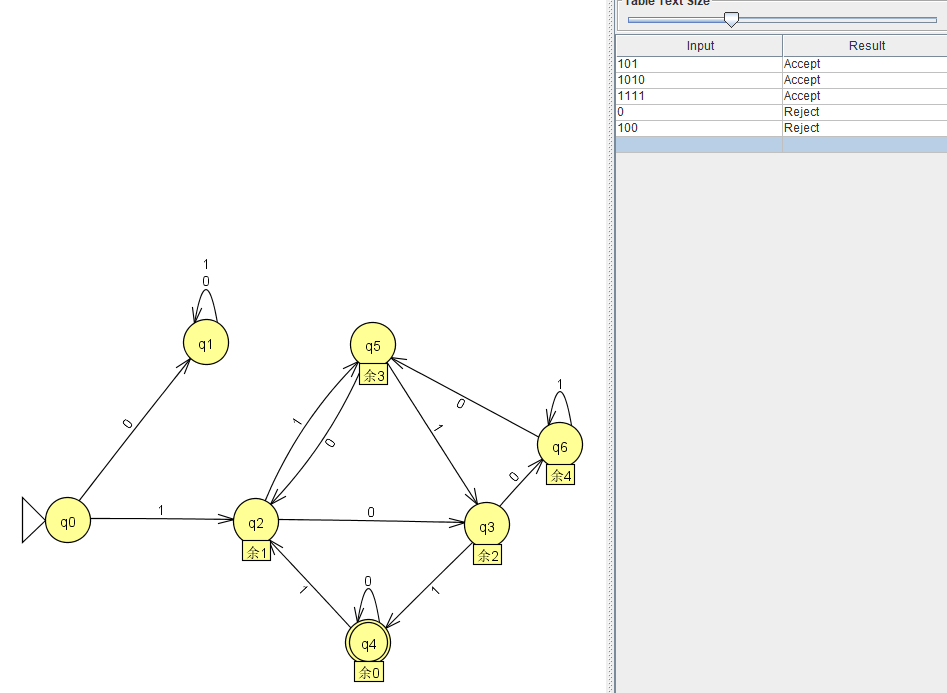 Table Text Size
Input Result
101 Accept
1010 Accept
1111 Accept
0 Reject
100 Reject
1
0
q1
q5
余3
1
0
0
1
0
1
q6
余4
0
q0
1
q2
余1
0
q3
余2
1
0
1
q4
余0